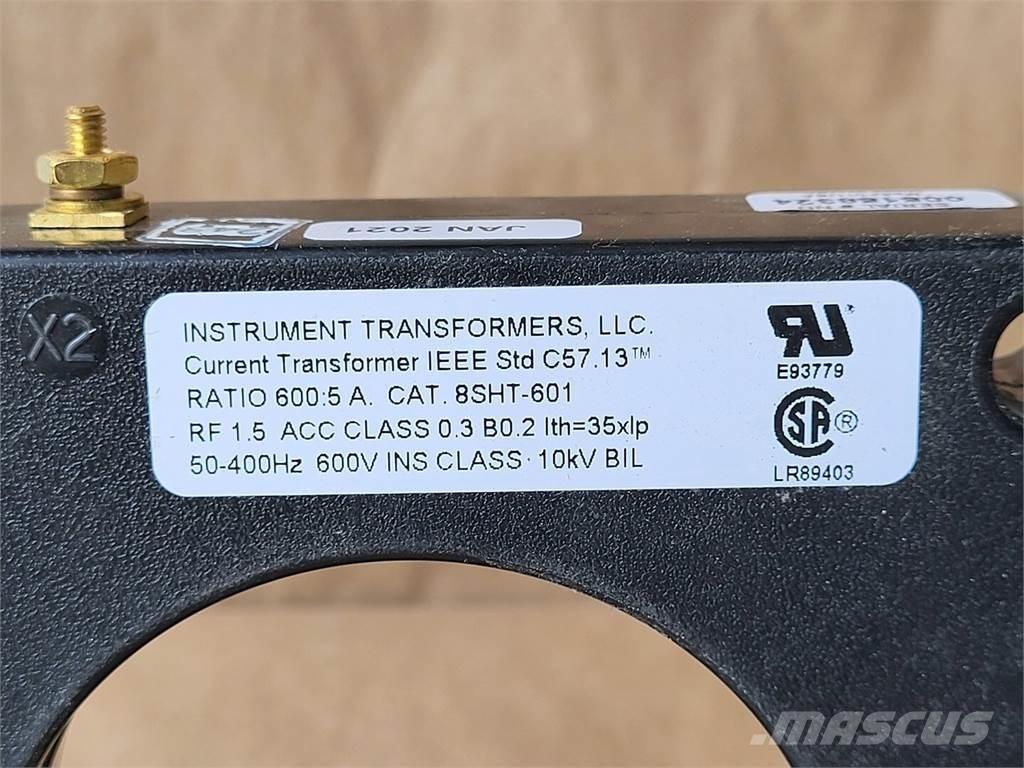 JAN 2021
X2
INSTRUMENT TRANSFORMERS, LLC.
Current Transformer IEEE Std C57.13™
RATIO 600:5 A. CAT. 8SHT-601
RF 1.5 ACC CLASS 0.3 B0.2 Ith=35xIp
50-400Hz 600V INS CLASS · 10kV BIL
UR
E93779
SA ®
LR89403
MASCUS